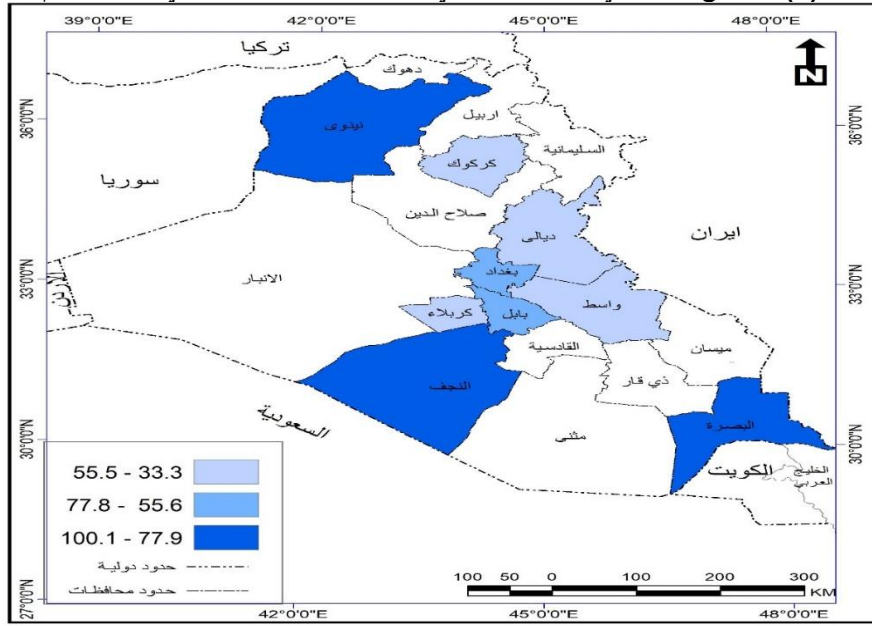 42°0'0"E 45°0'0"E 48°0'0"E
تركيا
دهوك
N
نينوى
اربيل
36°0'0"N 36°0'0"N
السليمانية
كركوك
سوريا
صلاح الدين
ايران
ديالى
بغداد
الانبار
33°0'0"N 33°0'0"N
الاردن
واسط
كربلاء
بابل
القادسية
ميسان
النجف
ذي قار
السعودية
البصرة
مثنى
30°0'0"N 30°0'0"N
الكويت
الخليج
العربي
55.5 - 33.3
77.8 - 55.6
100.1 - 77.9
حدود دولية
حدود محافظات
100 50 0 100 200 300
KM
27°0'0"N
42°0'0"E 45°0'0"E 48°0'0"E